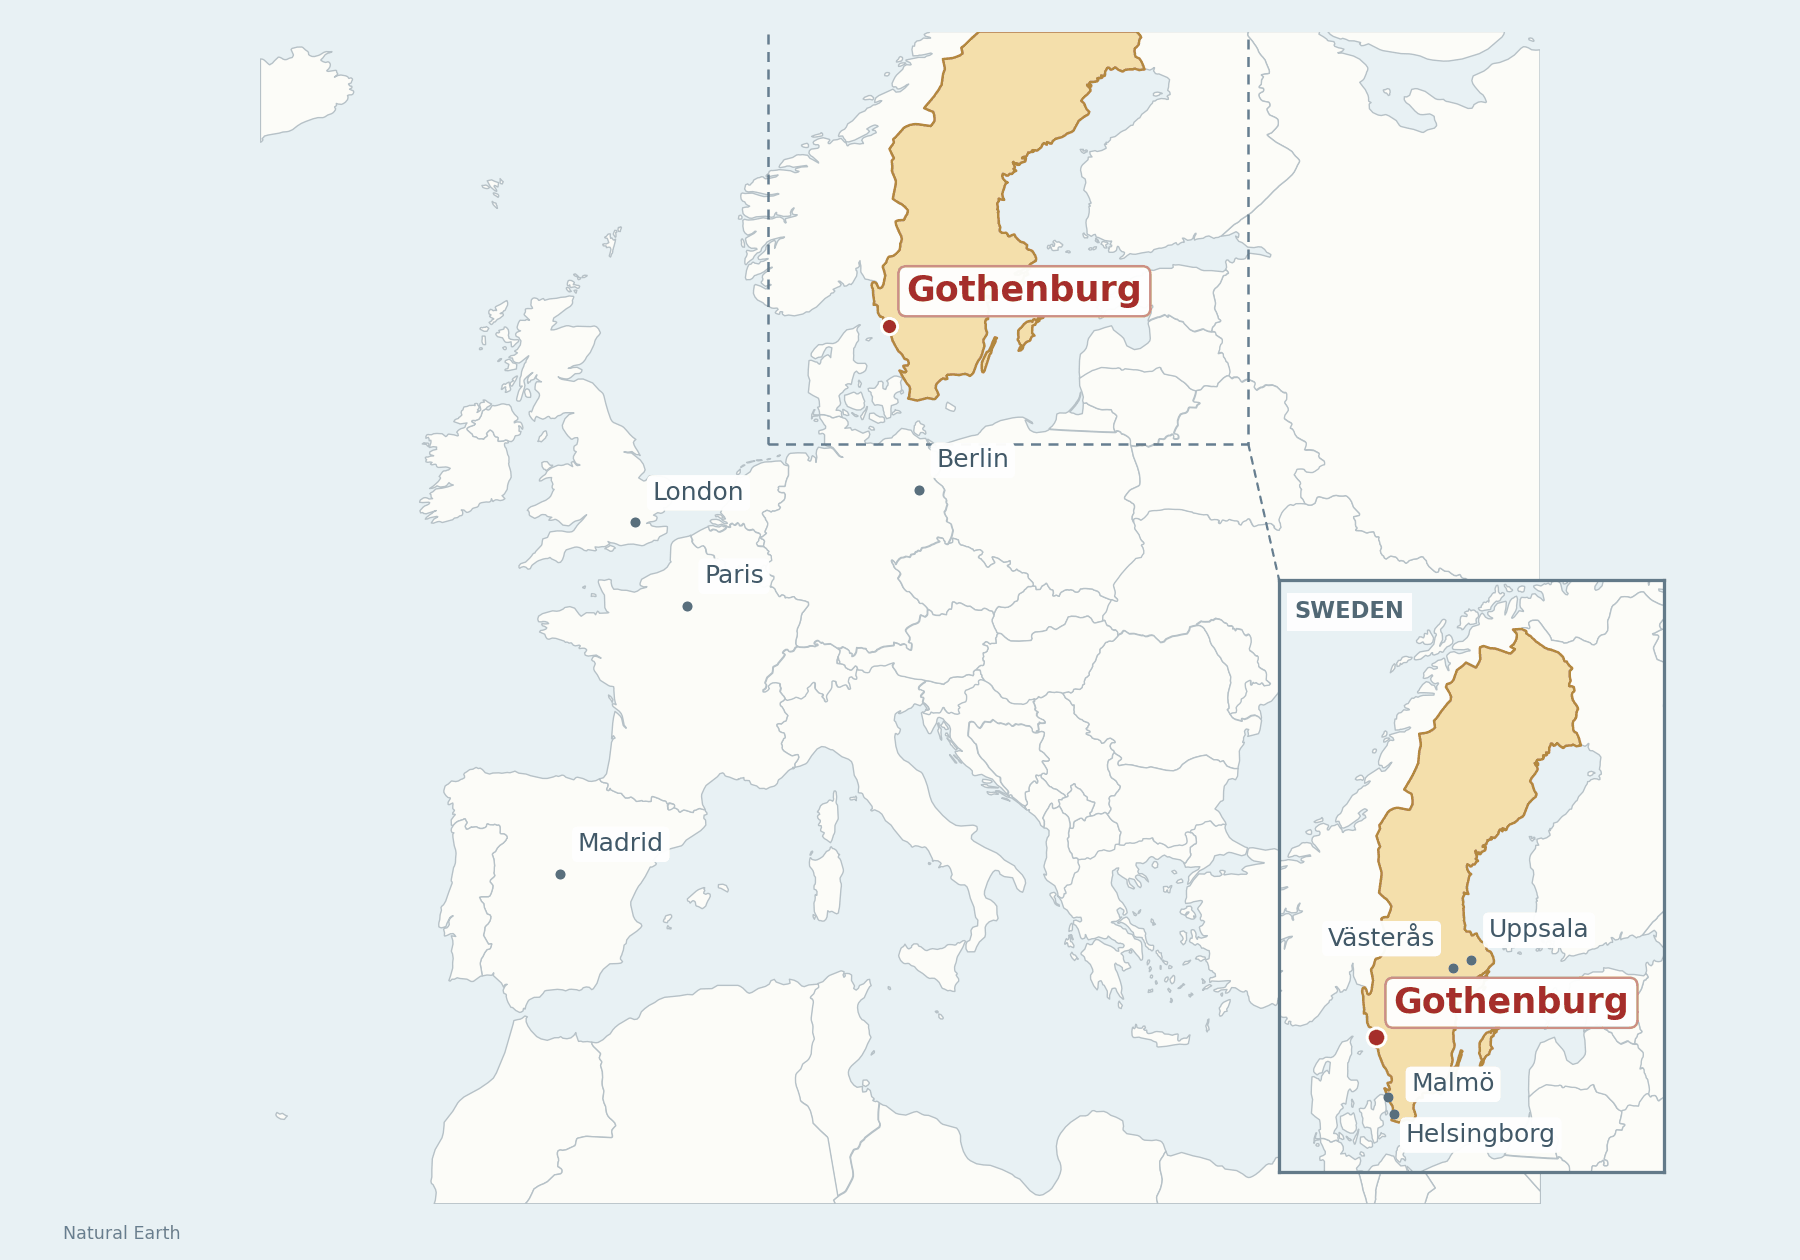 Gothenburg
Berlin
London
Paris
Madrid
SWEDEN
Västerås
Uppsala
Gothenburg
Malmö
Helsingborg
Natural Earth